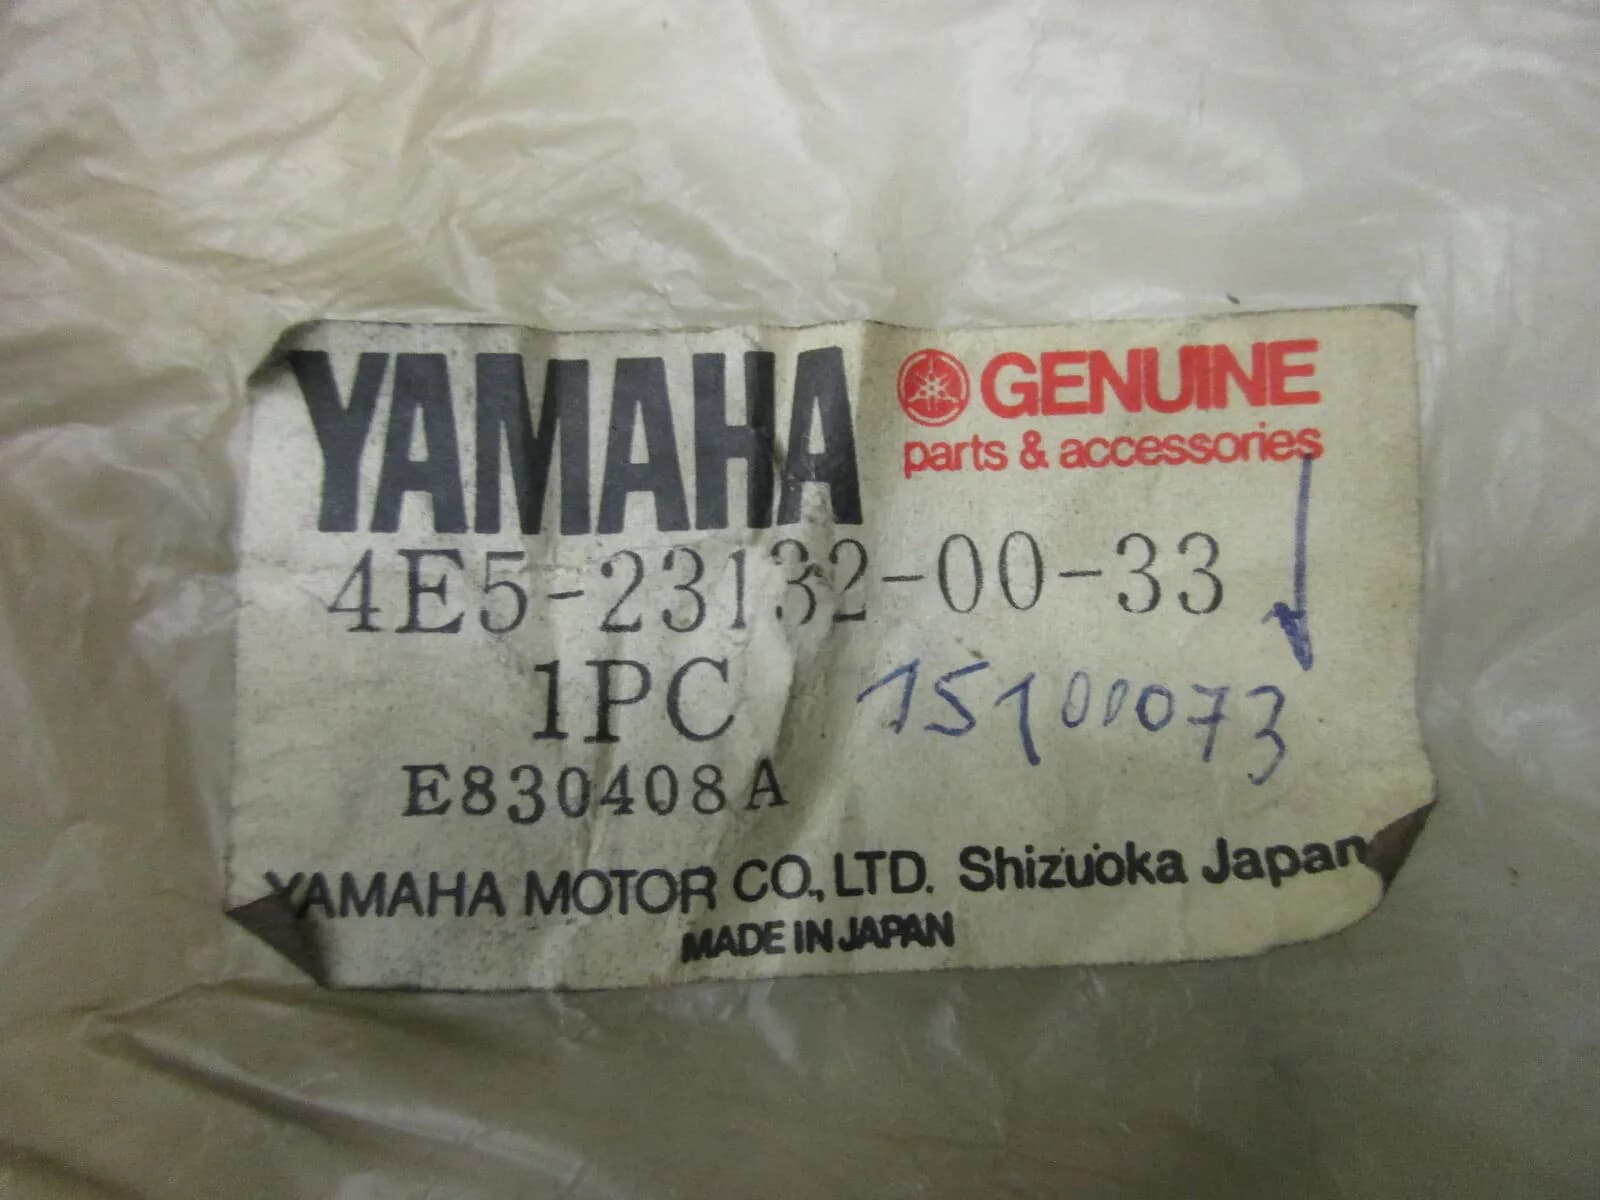 YAMAHA GENUINE
parts & accessories
4E5-23132-00-33
1PC 15100073
E830408A
YAMAHA MOTOR CO., LTD. Shizuoka Japan
MADE IN JAPAN